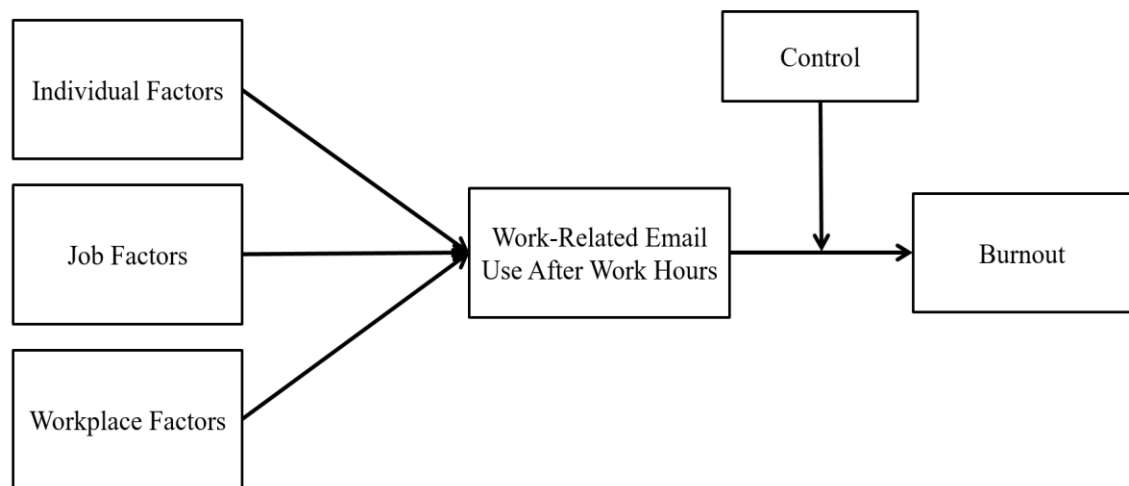 Individual Factors
Job Factors
Workplace Factors
Work-Related Email
Use After Work Hours
Control
Burnout